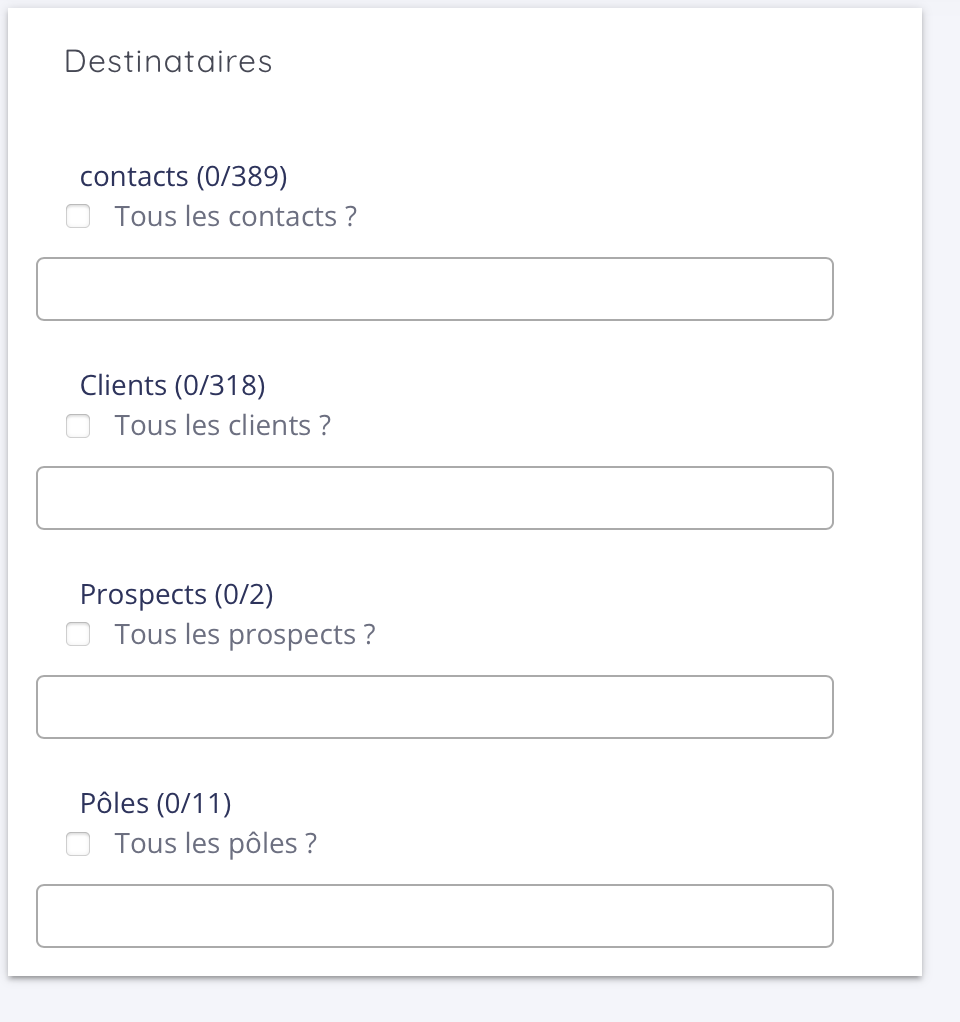 Destinataires
contacts (0/389)
Tous les contacts ?
Clients (0/318)
Tous les clients ?
Prospects (0/2)
Tous les prospects ?
Pôles (0/11)
Tous les pôles ?